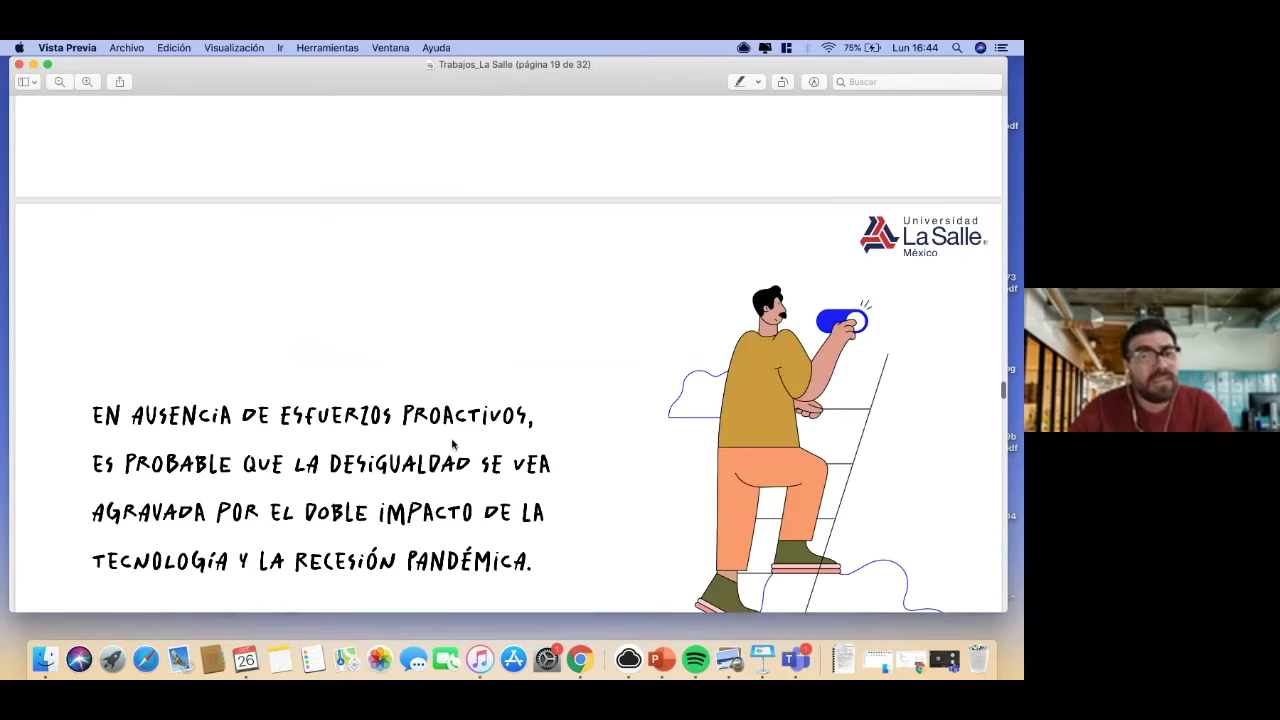 Vista Previa Archivo Edición Visualización Ir Herramientas Ventana Ayuda 75% Lun 16:44
Trabajos_La Salle (página 19 de 32)
Buscar
Universidad
La Salle®
México
EN AUSENCIA DE ESFUERZOS PROACTIVOS,
ES PROBABLE QUE LA DESIGUALDAD SE VEA
AGRAVADA POR EL DOBLE IMPACTO DE LA
TECNOLOGÍA Y LA RECESIÓN PANDÉMICA.
26